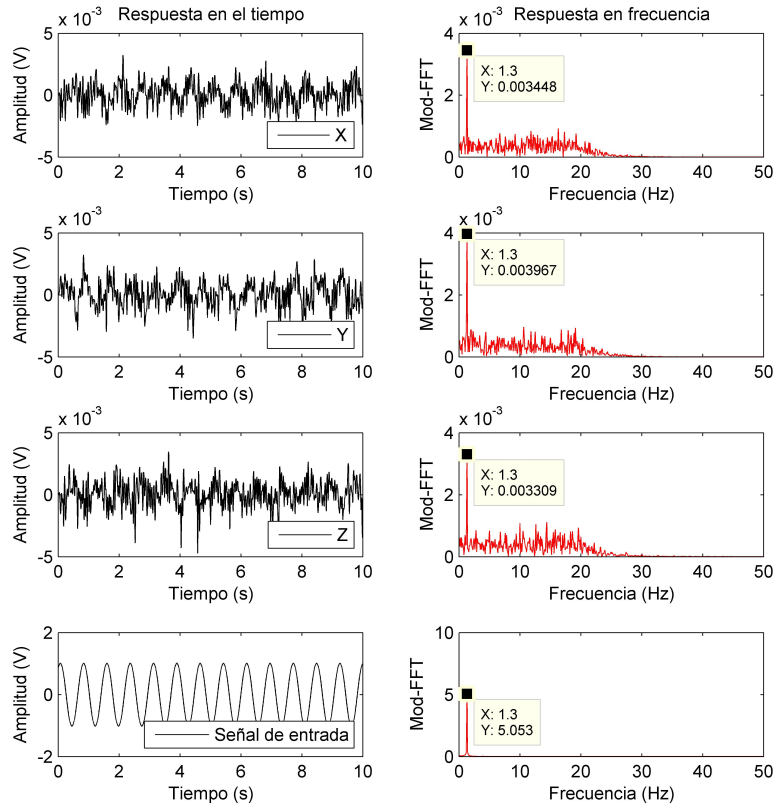 Respuesta en el tiempo
x 10⁻³
5
0
-5
Amplitud (V)
X
0 2 4 6 8 10
Tiempo (s)
Respuesta en frecuencia
x 10⁻³
4
2
0
Mod-FFT
X: 1.3
Y: 0.003448
0 10 20 30 40 50
Frecuencia (Hz)
x 10⁻³
5
0
-5
Amplitud (V)
Y
0 2 4 6 8 10
Tiempo (s)
x 10⁻³
4
2
0
Mod-FFT
X: 1.3
Y: 0.003967
0 10 20 30 40 50
Frecuencia (Hz)
x 10⁻³
5
0
-5
Amplitud (V)
Z
0 2 4 6 8 10
Tiempo (s)
x 10⁻³
4
2
0
Mod-FFT
X: 1.3
Y: 0.003309
0 10 20 30 40 50
Frecuencia (Hz)
2
0
-2
Amplitud (V)
Señal de entrada
0 2 4 6 8 10
Tiempo (s)
10
5
0
Mod-FFT
X: 1.3
Y: 5.053
0 10 20 30 40 50
Frecuencia (Hz)